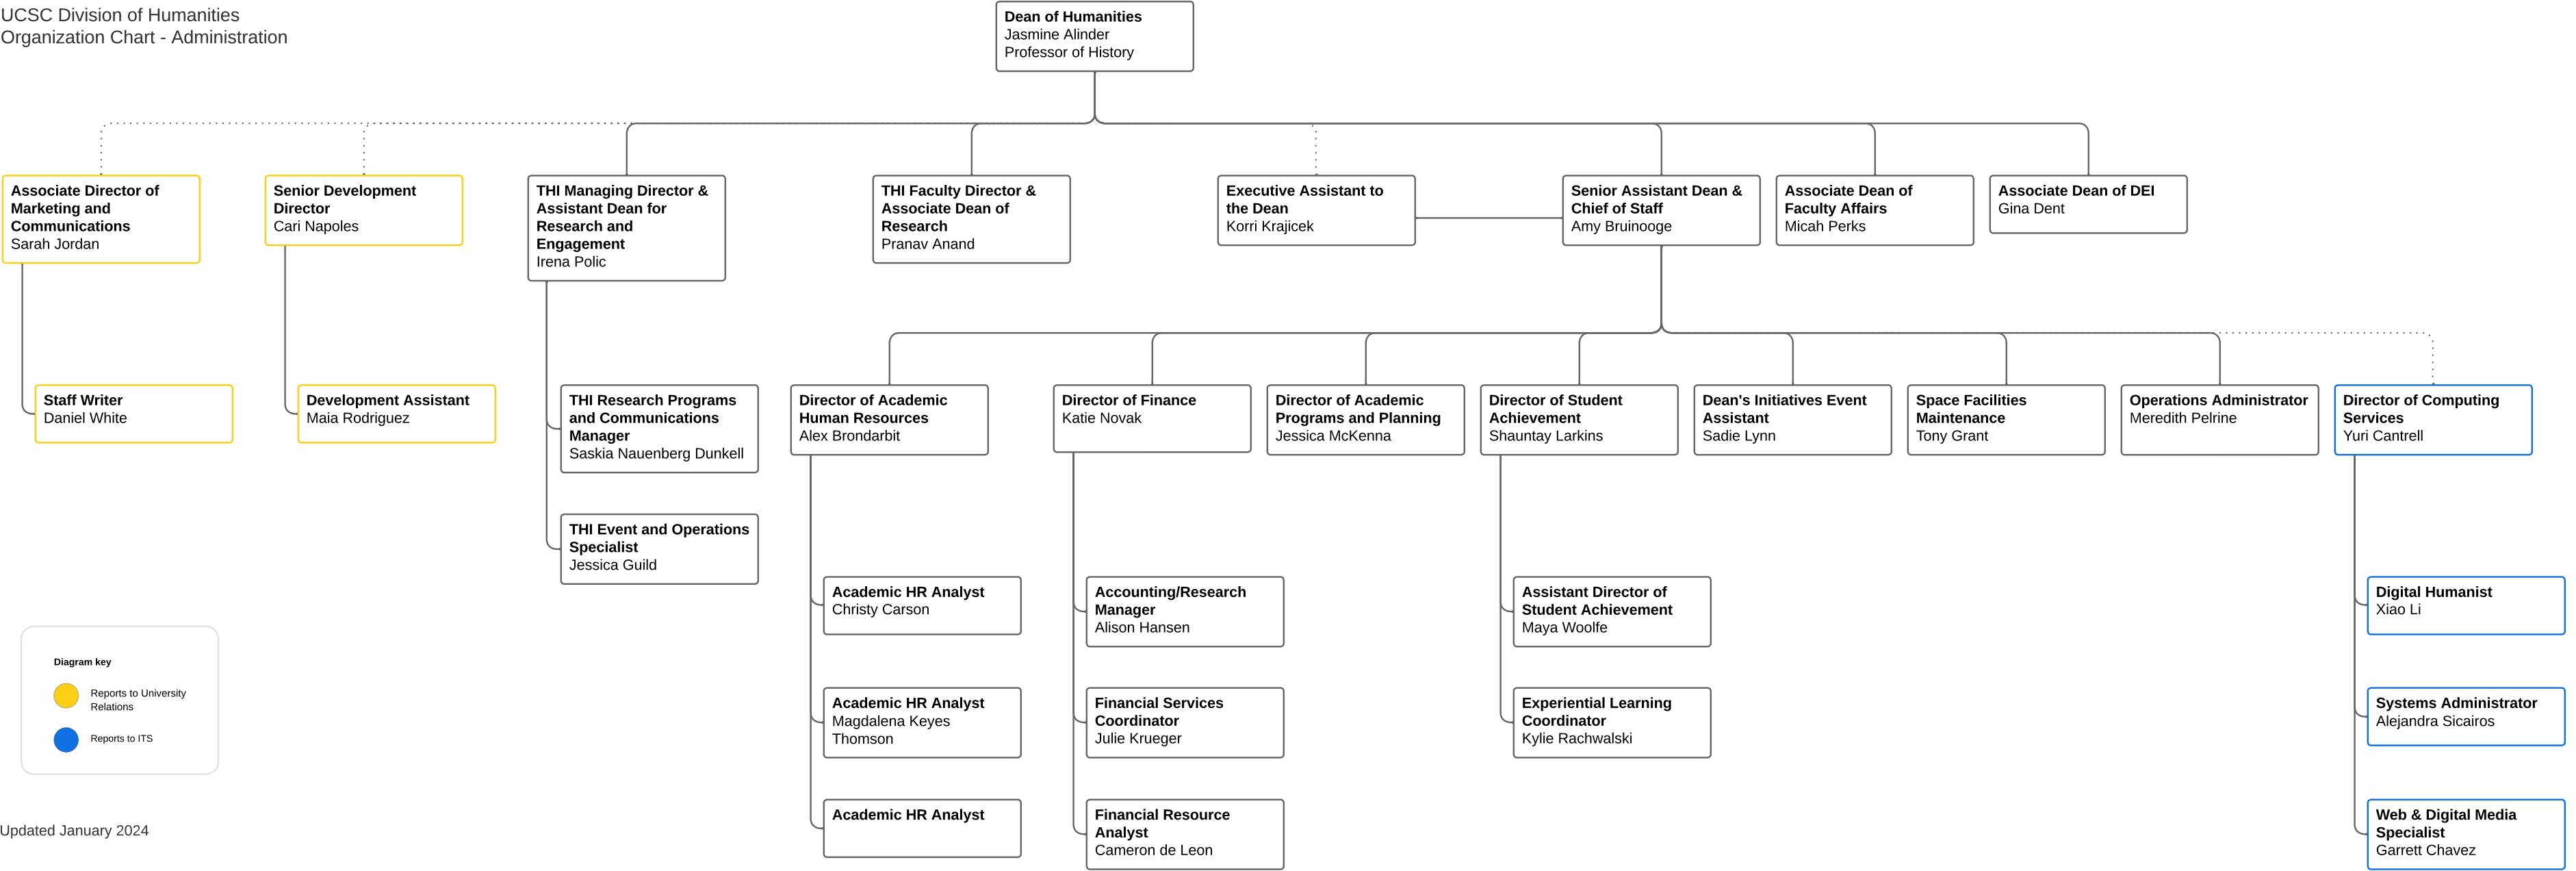 UCSC Division of Humanities
Organization Chart - Administration
Dean of Humanities
Jasmine Alinder
Professor of History
Associate Director of
Marketing and
Communications
Sarah Jordan
Senior Development
Director
Cari Napoles
THI Managing Director &
Assistant Dean for
Research and
Engagement
Irena Polic
THI Faculty Director &
Associate Dean of
Research
Pranav Anand
Executive Assistant to
the Dean
Korri Krajicek
Senior Assistant Dean &
Chief of Staff
Amy Bruinooge
Associate Dean of
Faculty Affairs
Micah Perks
Associate Dean of DEI
Gina Dent
Staff Writer
Daniel White
Development Assistant
Maia Rodriguez
THI Research Programs
and Communications
Manager
Saskia Nauenberg Dunkell
Director of Academic
Human Resources
Alex Brondarbit
Director of Finance
Katie Novak
Director of Academic
Programs and Planning
Jessica McKenna
Director of Student
Achievement
Shauntay Larkins
Dean's Initiatives Event
Assistant
Sadie Lynn
Space Facilities
Maintenance
Tony Grant
Operations Administrator
Meredith Pelrine
Director of Computing
Services
Yuri Cantrell
THI Event and Operations
Specialist
Jessica Guild
Academic HR Analyst
Christy Carson
Accounting/Research
Manager
Alison Hansen
Assistant Director of
Student Achievement
Maya Woolfe
Digital Humanist
Xiao Li
Academic HR Analyst
Magdalena Keyes
Thomson
Financial Services
Coordinator
Julie Krueger
Experiential Learning
Coordinator
Kylie Rachwalski
Systems Administrator
Alejandra Sicairos
Academic HR Analyst
Financial Resource
Analyst
Cameron de Leon
Web & Digital Media
Specialist
Garrett Chavez
Diagram key
Reports to University
Relations
Reports to ITS
Updated January 2024